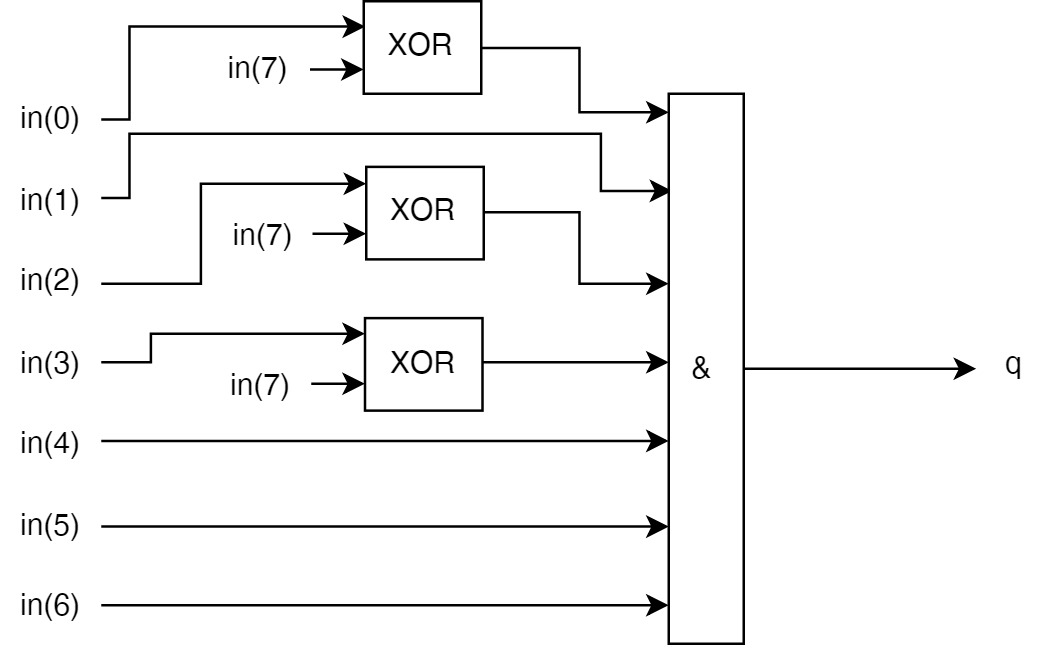 XOR
in(7)
in(0)
in(1)
XOR
in(7)
in(2)
XOR
in(3)
in(7)
&
q
in(4)
in(5)
in(6)